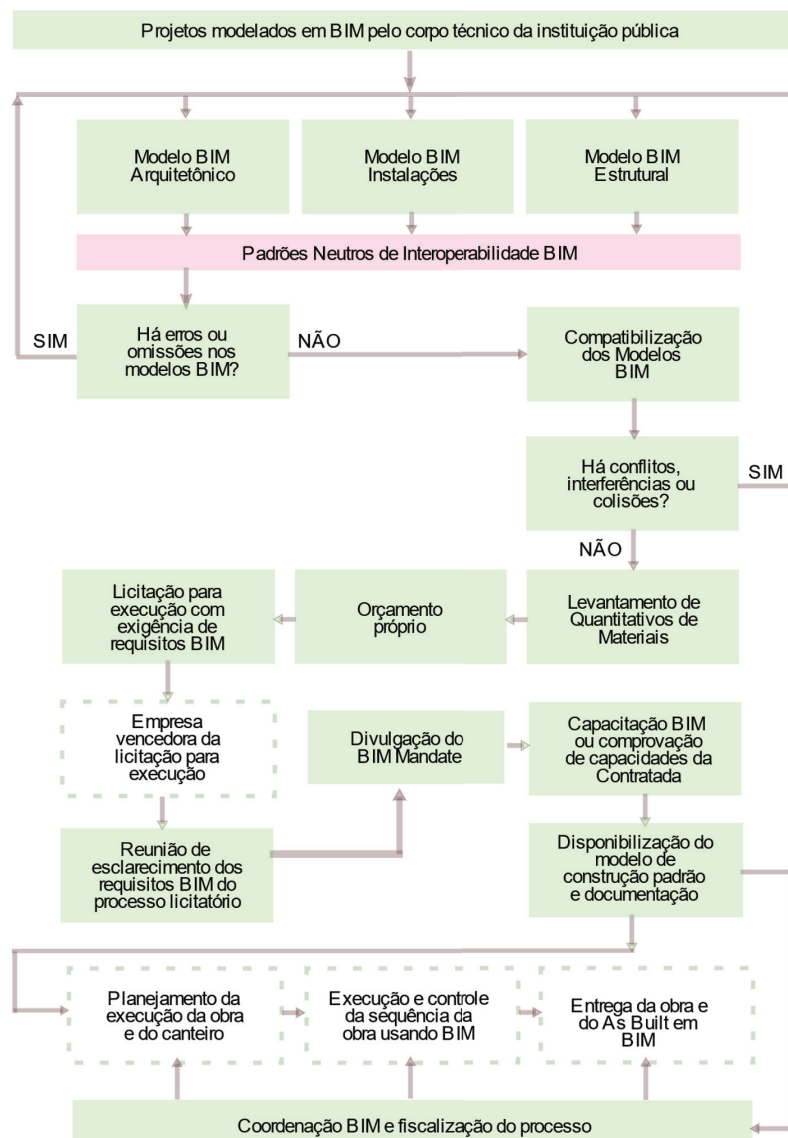 Projetos modelados em BIM pelo corpo técnico da instituição pública
Modelo BIM
Arquitetônico
Modelo BIM
Instalações
Modelo BIM
Estrutural
Padrões Neutros de Interoperabilidade BIM
SIM
Há erros ou
omissões nos
modelos BIM?
NÃO
Compatibilização
dos Modelos
BIM
Há conflitos,
interferências ou
colisões?
SIM
NÃO
Licitação para
execução com
exigência de
requisitos BIM
Orçamento
próprio
Levantamento de
Quantitativos de
Materiais
Empresa
vencedora da
licitação para
execução
Divulgação do
BIM Mandate
Capacitação BIM
ou comprovação
de capacidades da
Contratada
Reunião de
esclarecimento dos
requisitos BIM do
processo licitatório
Disponibilização do
modelo de
construção padrão
e documentação
Planejamento da
execução da obra
e do canteiro
Execução e controle
da sequência da
obra usando BIM
Entrega da obra e
do As Built em
BIM
Coordenação BIM e fiscalização do processo